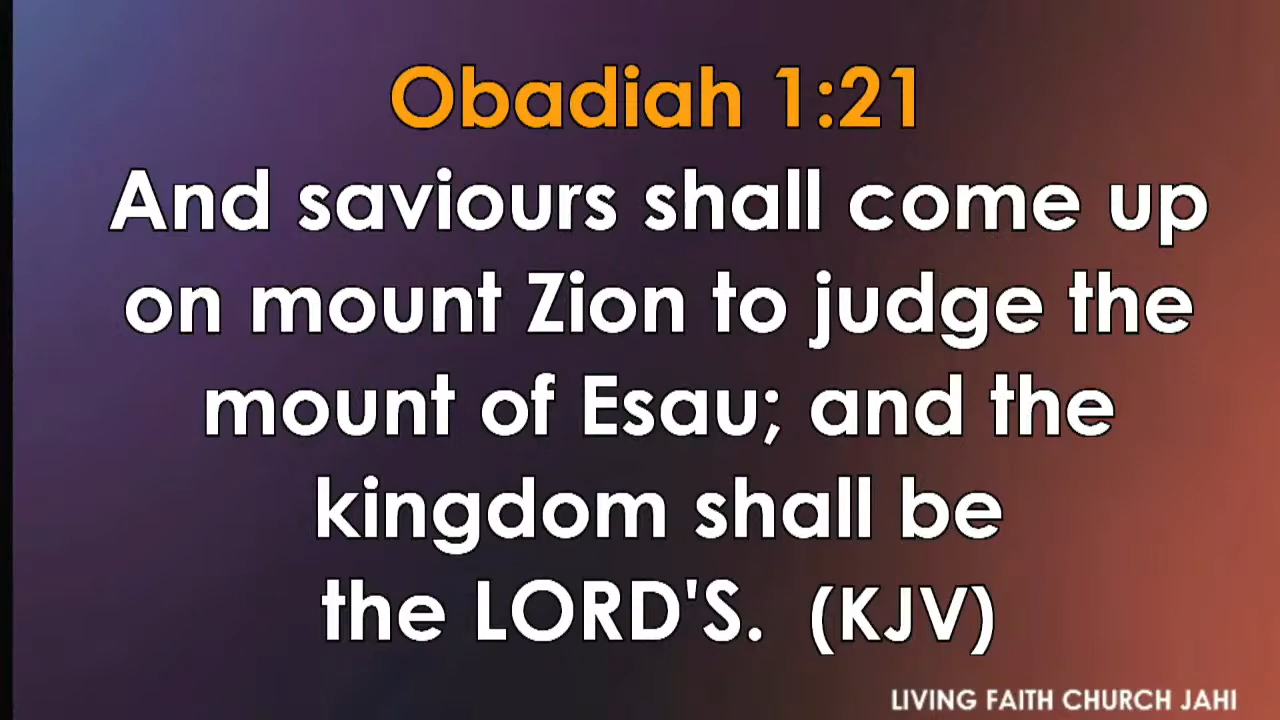 Obadiah 1:21
And saviours shall come up
on mount Zion to judge the
mount of Esau; and the
kingdom shall be
the LORD'S.  (KJV)
LIVING FAITH CHURCH JAHI